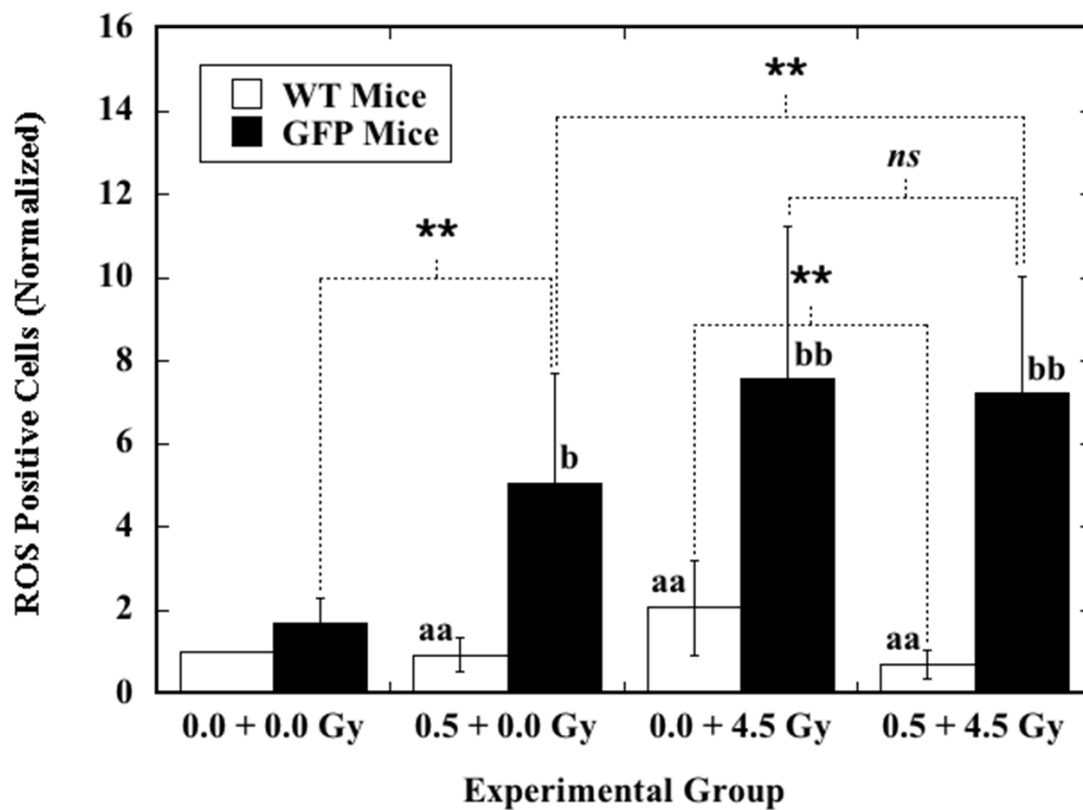 16
14
12
10
8
6
4
2
0
ROS Positive Cells (Normalized)
WT Mice
GFP Mice
**
**
ns
**
b
aa
aa
bb
aa
bb
0.0 + 0.0 Gy
0.5 + 0.0 Gy
0.0 + 4.5 Gy
0.5 + 4.5 Gy
Experimental Group